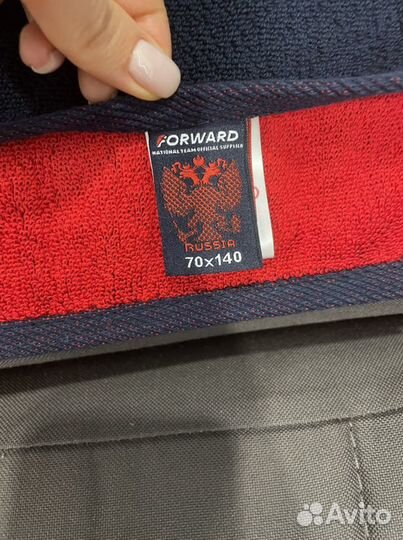 FORWARD
NATIONAL TEAM OFFICIAL SUPPLIER
RUSSIA
70x140
Avito